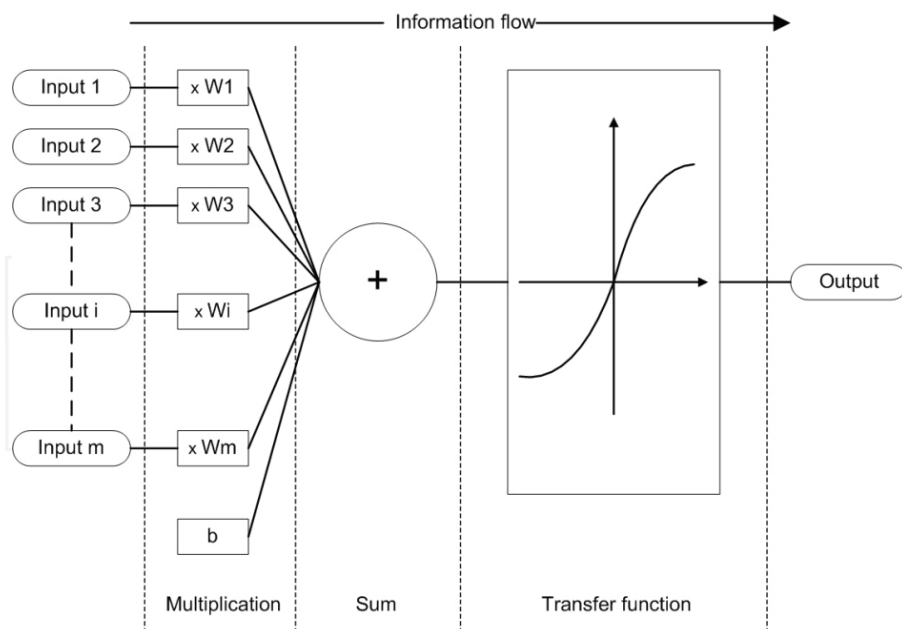 Information flow
Input 1
x W1
Input 2
x W2
Input 3
x W3
+
Output
Input i
x Wi
Input m
x Wm
b
Multiplication
Sum
Transfer function